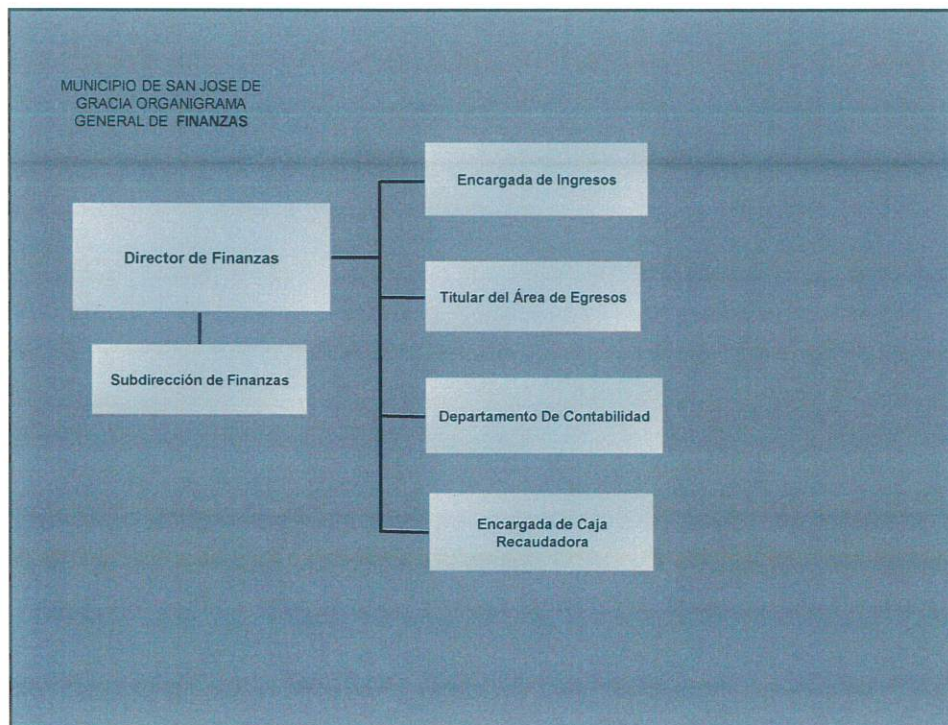 MUNICIPIO DE SAN JOSE DE
GRACIA ORGANIGRAMA
GENERAL DE FINANZAS
Encargada de Ingresos
Director de Finanzas
Titular del Área de Egresos
Subdirección de Finanzas
Departamento De Contabilidad
Encargada de Caja
Recaudadora